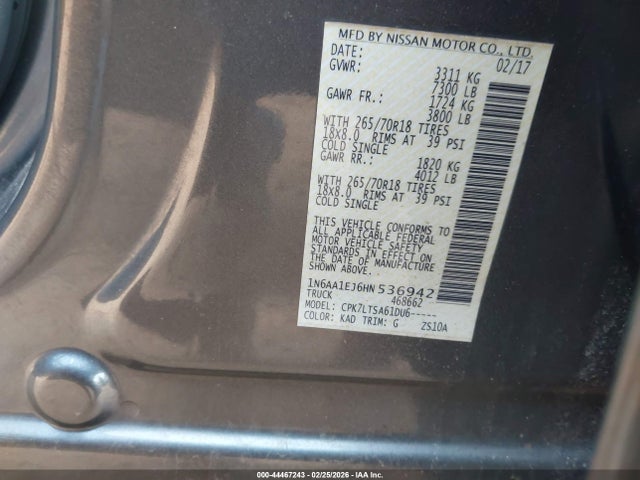 MFD BY NISSAN MOTOR CO., LTD.
DATE: 02/17
GVWR: 3311 KG
7300 LB
GAWR FR.: 1724 KG
3800 LB
WITH 265/70R18 TIRES
18X8.0 RIMS AT 39 PSI
COLD SINGLE
GAWR RR.: 1820 KG
4012 LB
WITH 265/70R18 TIRES
18X8.0 RIMS AT 39 PSI
COLD SINGLE
THIS VEHICLE CONFORMS TO
ALL APPLICABLE FEDERAL
MOTOR VEHICLE SAFETY
STANDARDS IN EFFECT ON
THE DATE OF MANUFACTURE
SHOWN ABOVE.
1N6AA1EJ6HN536942
TRUCK 468662
MODEL: CPK7LTSA61DU6-----
COLOR: KAD TRIM: G ZS10A
000-44467243 - 02/25/2026 - IAA Inc.